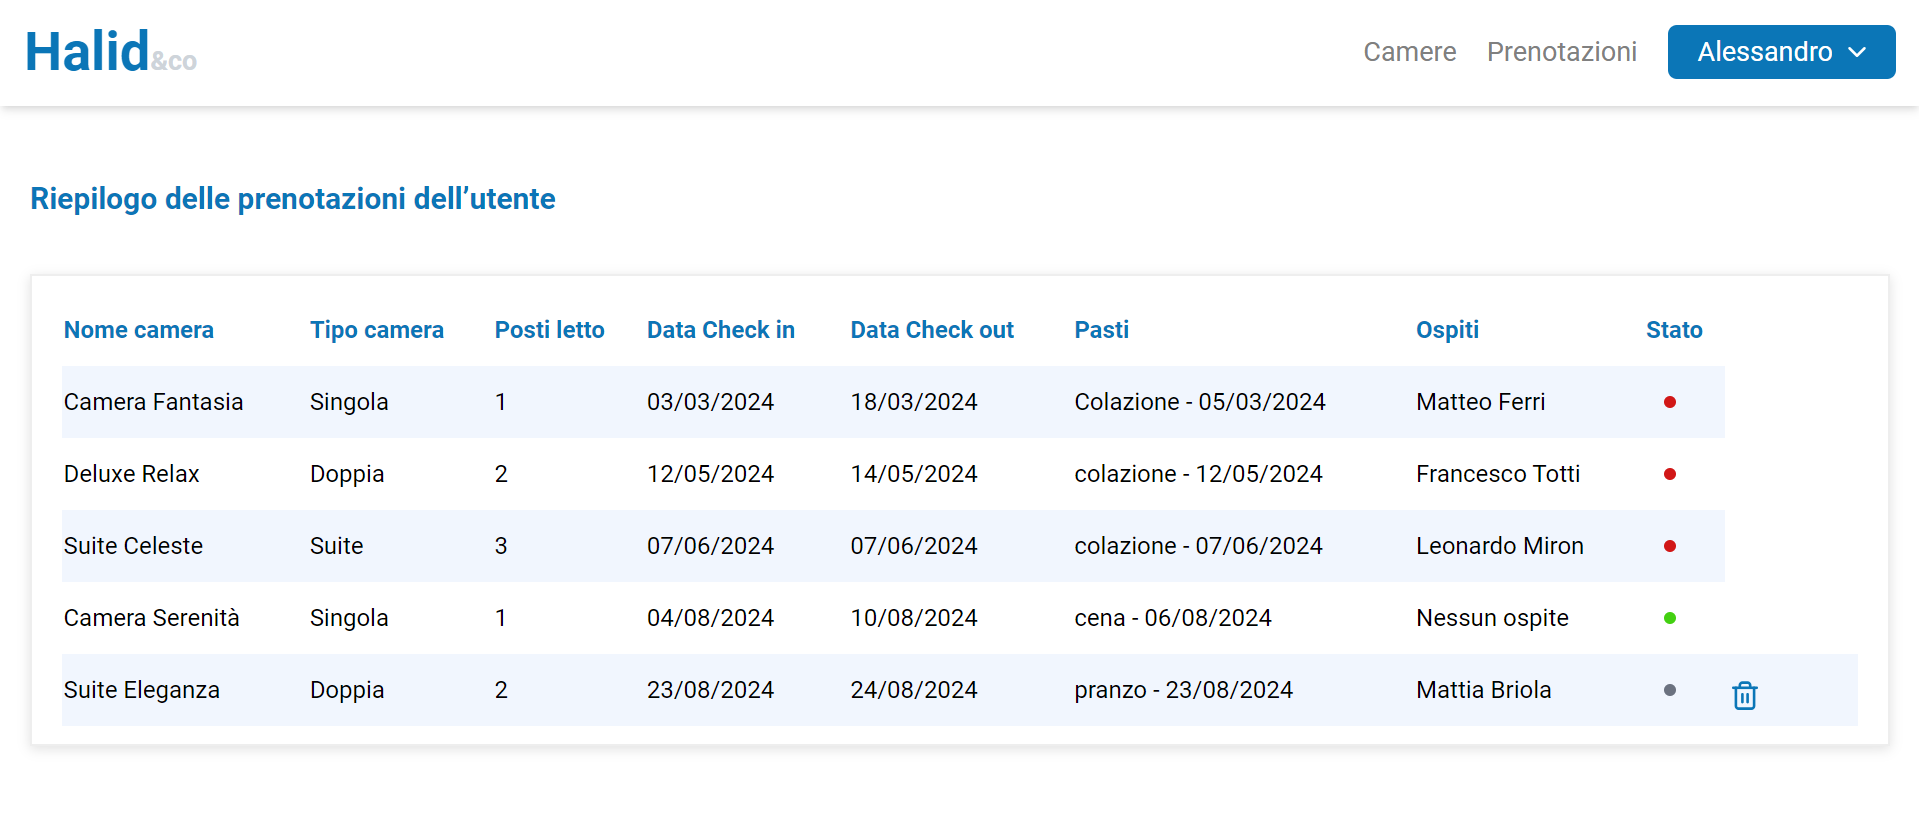 Halid&co
Camere Prenotazioni Alessandro
Riepilogo delle prenotazioni dell’utente
Nome camera Tipo camera Posti letto Data Check in Data Check out Pasti Ospiti Stato
Camera Fantasia Singola 1 03/03/2024 18/03/2024 Colazione - 05/03/2024 Matteo Ferri
Deluxe Relax Doppia 2 12/05/2024 14/05/2024 colazione - 12/05/2024 Francesco Totti
Suite Celeste Suite 3 07/06/2024 07/06/2024 colazione - 07/06/2024 Leonardo Miron
Camera Serenità Singola 1 04/08/2024 10/08/2024 cena - 06/08/2024 Nessun ospite
Suite Eleganza Doppia 2 23/08/2024 24/08/2024 pranzo - 23/08/2024 Mattia Briola